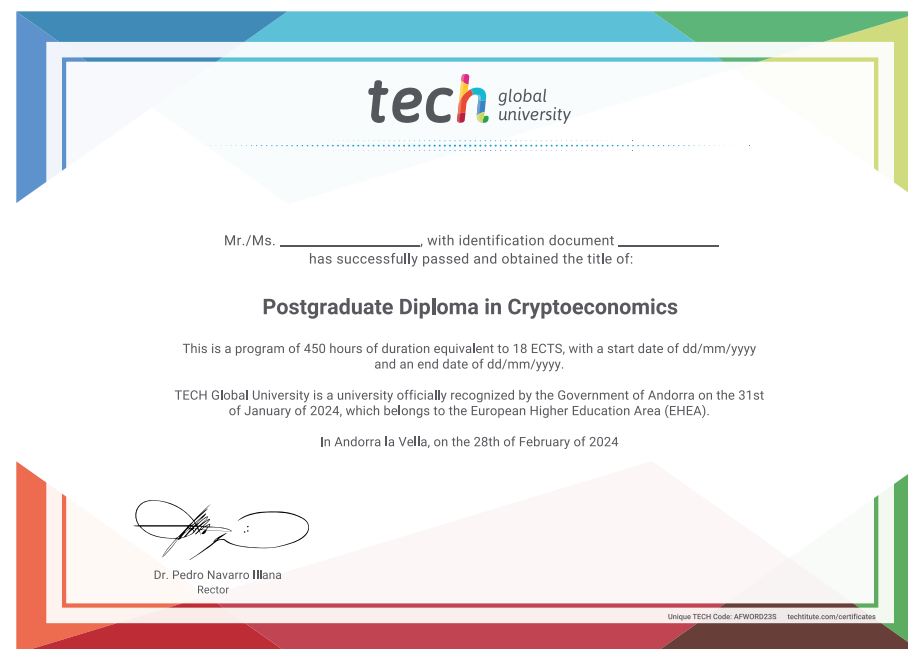 tech global university
Mr./Ms. ____________________, with identification document ______________
has successfully passed and obtained the title of:
Postgraduate Diploma in Cryptoeconomics
This is a program of 450 hours of duration equivalent to 18 ECTS, with a start date of dd/mm/yyyy
and an end date of dd/mm/yyyy.
TECH Global University is a university officially recognized by the Government of Andorra on the 31st
of January of 2024, which belongs to the European Higher Education Area (EHEA).
In Andorra la Vella, on the 28th of February of 2024
Dr. Pedro Navarro Illana
Rector
Unique TECH Code: AFWORD23S techtitute.com/certificates